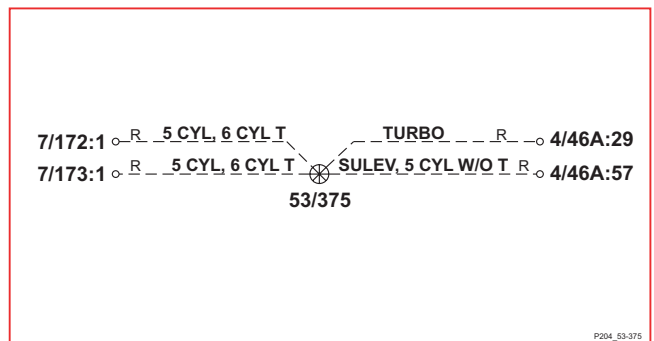 7/172:1 R 5 CYL, 6 CYL T TURBO R 4/46A:29
7/173:1 R 5 CYL, 6 CYL T SULEV, 5 CYL W/O T R 4/46A:57
53/375
P204_53-375